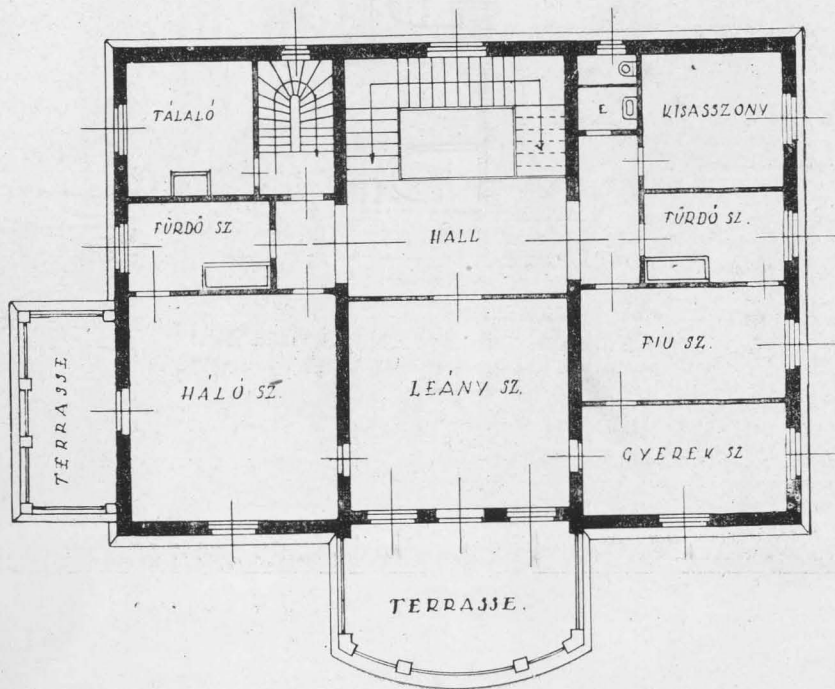 TÁLALÓ
E.
KISASSZONY
FÜRDŐ SZ
HALL
FÜRDŐ SZ.
FIU SZ.
HÁLÓ SZ.
LEÁNY SZ.
GYEREK SZ
TERRASSE
TERRASSE.